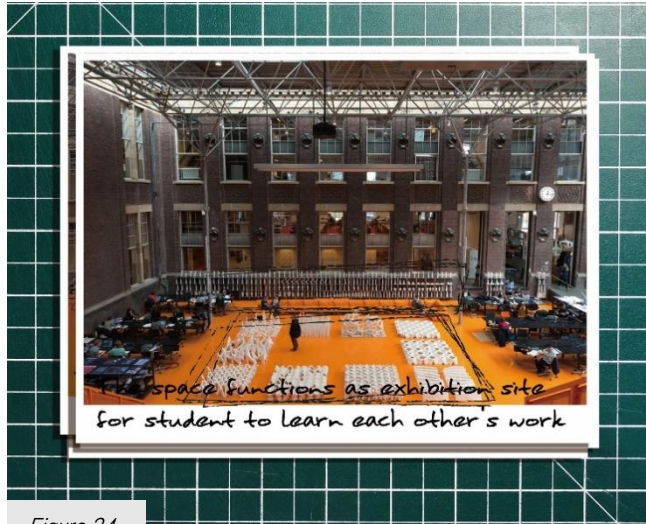 The space functions as exhibition site
for student to learn each other's work
Figure 24